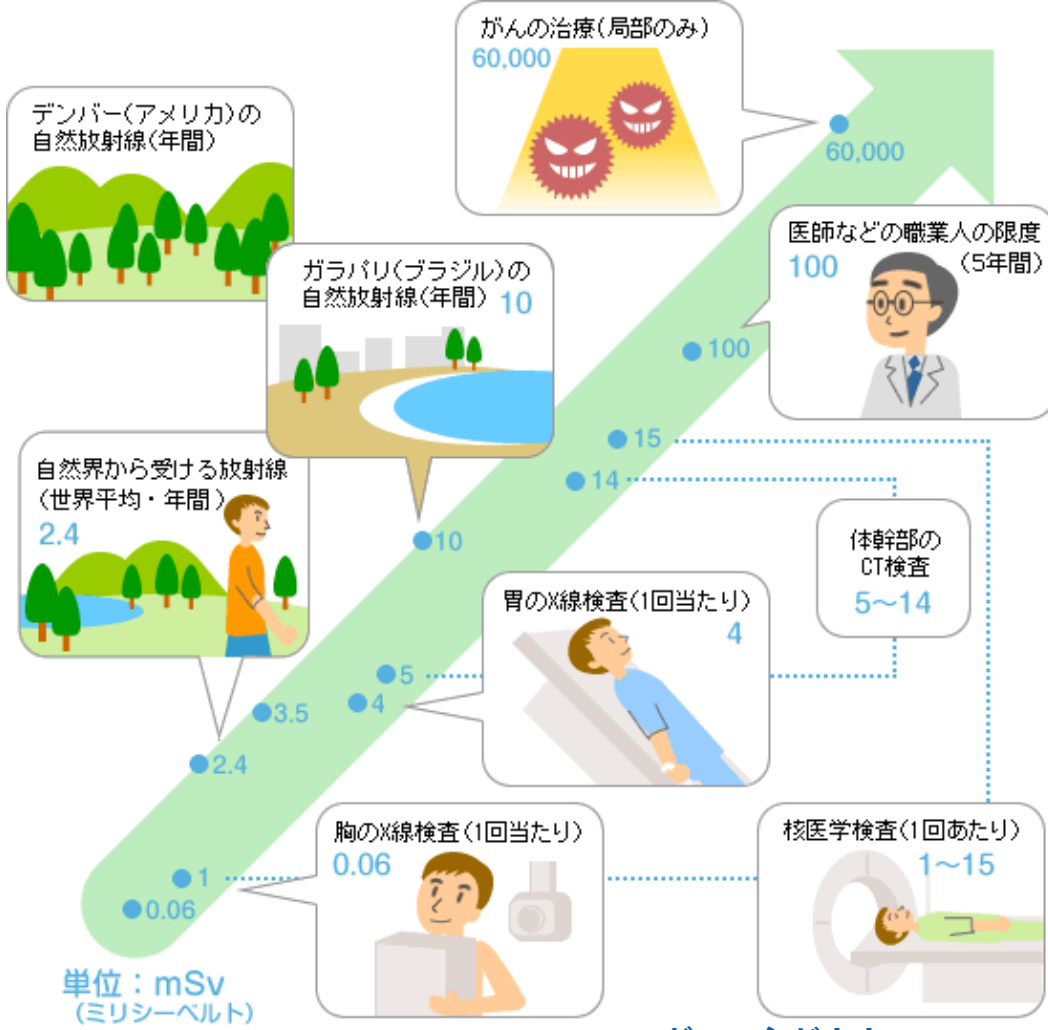 がんの治療(局部のみ)
60,000
デンバー(アメリカ)の
自然放射線(年間)
60,000
医師などの職業人の限度
100
(5年間)
ガラパリ(ブラジル)の
自然放射線(年間) 10
100
15
14
自然界から受ける放射線
(世界平均・年間)
2.4
10
体幹部の
CT検査
5〜14
胃のX線検査(1回当たり)
4
5
4
3.5
2.4
胸のX線検査(1回当たり)
0.06
核医学検査(1回あたり)
1〜15
1
0.06
単位：mSv
(ミリシーベルト)